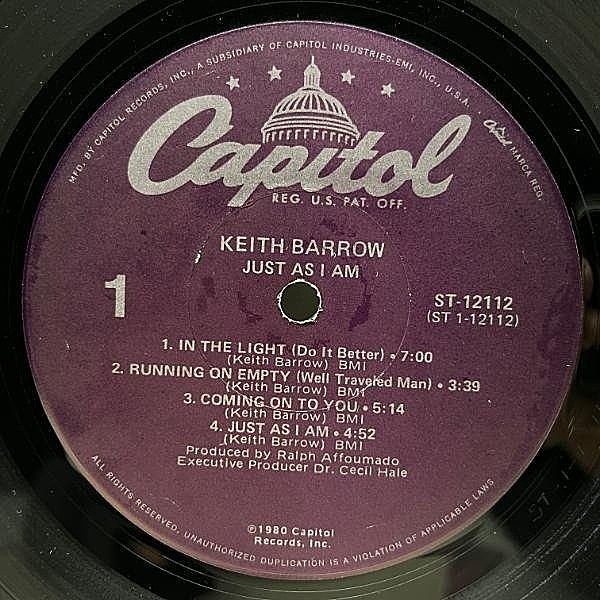 MFG. BY CAPITOL RECORDS, INC., A SUBSIDIARY OF CAPITOL INDUSTRIES-EMI, INC., U.S.A.
Capitol MARCA REG.
Capitol
REG. U.S. PAT. OFF.
KEITH BARROW
JUST AS I AM
1
ST-12112
(ST 1-12112)
1. IN THE LIGHT (Do It Better) • 7:00
(Keith Barrow) BMI
2. RUNNING ON EMPTY (Well Traveled Man) • 3:39
(Keith Barrow) BMI
3. COMING ON TO YOU • 5:14
(Keith Barrow) BMI
4. JUST AS I AM • 4:52
(Keith Barrow) BMI
Produced by Ralph Affoumado
Executive Producer Dr. Cecil Hale
℗1980 Capitol
Records, Inc.
ALL RIGHTS RESERVED. UNAUTHORIZED DUPLICATION IS A VIOLATION OF APPLICABLE LAWS